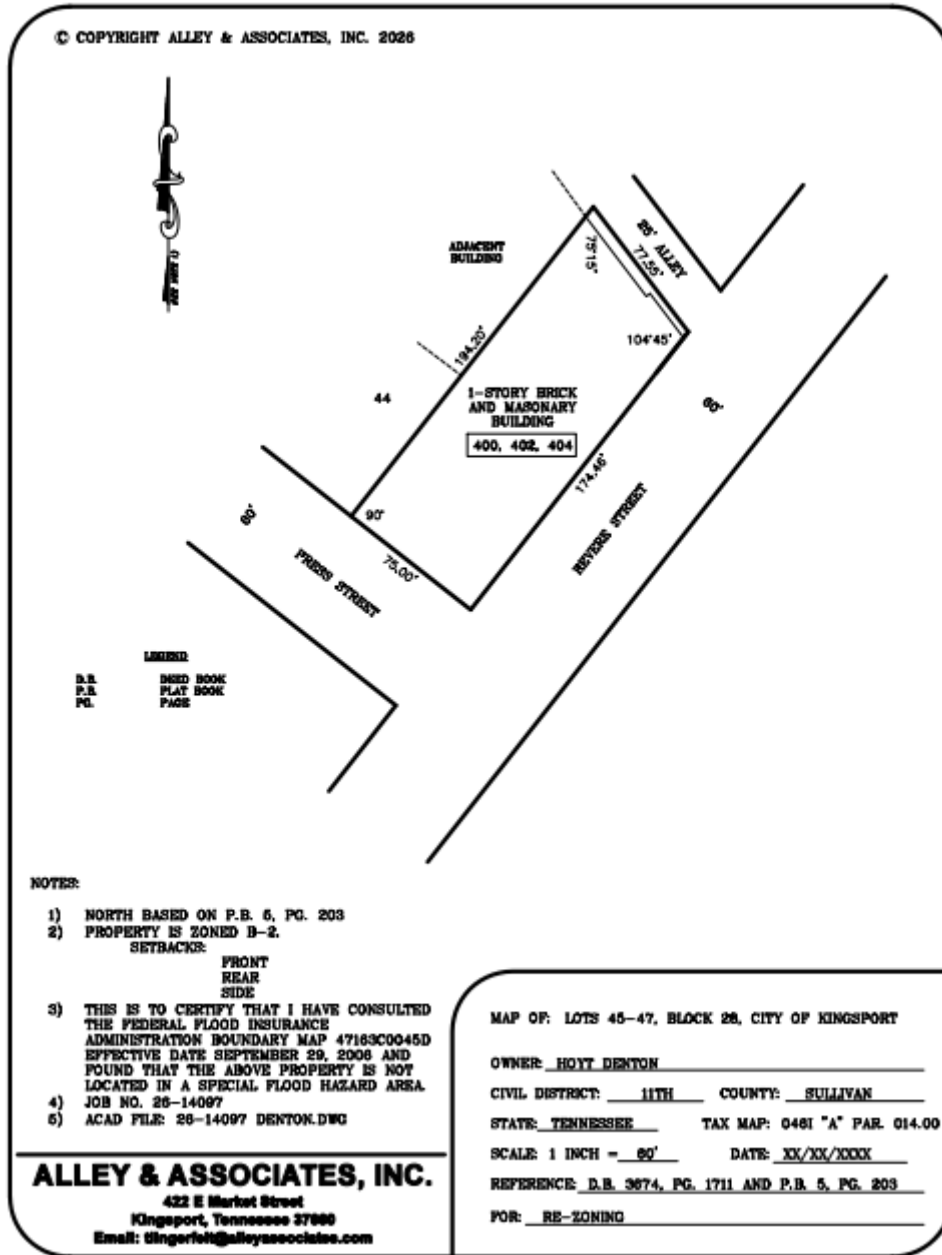 © COPYRIGHT ALLEY & ASSOCIATES, INC. 2026
ADJACENT
BUILDING
25' ALLEY
77.55'
75°15'
104°45'
194.20'
44
1-STORY BRICK
AND MASONARY
BUILDING
400, 402, 404
60'
174.46'
REVERE STREET
90°
60'
75.00'
PRESS STREET
LEGEND
D.B. DEED BOOK
P.B. PLAT BOOK
PG. PAGE
NOTES:
1) NORTH BASED ON P.B. 5, PG. 203
2) PROPERTY IS ZONED B-2.
SETBACKS:
FRONT
REAR
SIDE
3) THIS IS TO CERTIFY THAT I HAVE CONSULTED
THE FEDERAL FLOOD INSURANCE
ADMINISTRATION BOUNDARY MAP 47163C0045D
EFFECTIVE DATE SEPTEMBER 29, 2006 AND
FOUND THAT THE ABOVE PROPERTY IS NOT
LOCATED IN A SPECIAL FLOOD HAZARD AREA.
4) JOB NO. 26-14097
5) ACAD FILE: 26-14097 DENTON.DWG
ALLEY & ASSOCIATES, INC.
422 E Market Street
Kingsport, Tennessee 37660
Email: tlingerfelt@alleyassociates.com
MAP OF: LOTS 45-47, BLOCK 28, CITY OF KINGSPORT
OWNER: HOYT DENTON
CIVIL DISTRICT: 11TH COUNTY: SULLIVAN
STATE: TENNESSEE TAX MAP: 046I "A" PAR. 014.00
SCALE: 1 INCH = 60' DATE: XX/XX/XXXX
REFERENCE: D.B. 3674, PG. 1711 AND P.B. 5, PG. 203
FOR: RE-ZONING